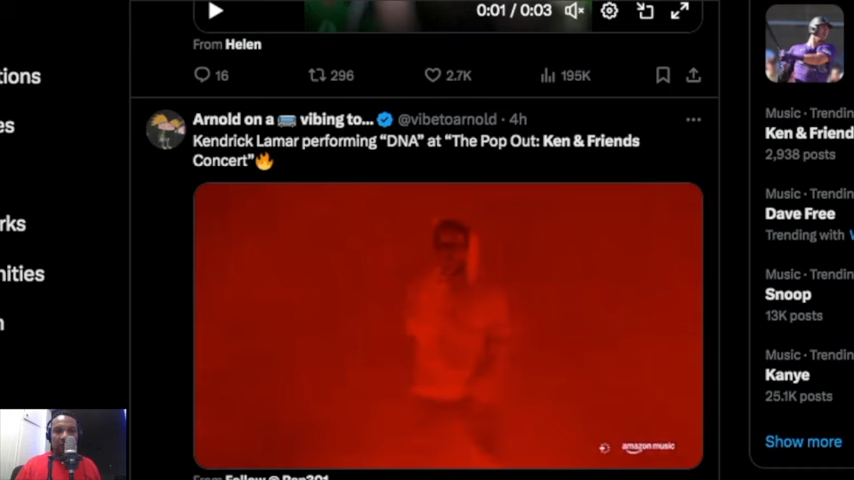 0:01 / 0:03
From Helen
16
296
2.7K
195K
Arnold on a vibing to... @vibetoarnold · 4h
Kendrick Lamar performing “DNA” at “The Pop Out: Ken & Friends
Concert”
amazon music
tions
es
rks
nities
n
Music · Trendin
Ken & Friend
2,938 posts
Music · Trendin
Dave Free
Trending with
Music · Trendin
Snoop
13K posts
Music · Trendin
Kanye
25.1K posts
Show more